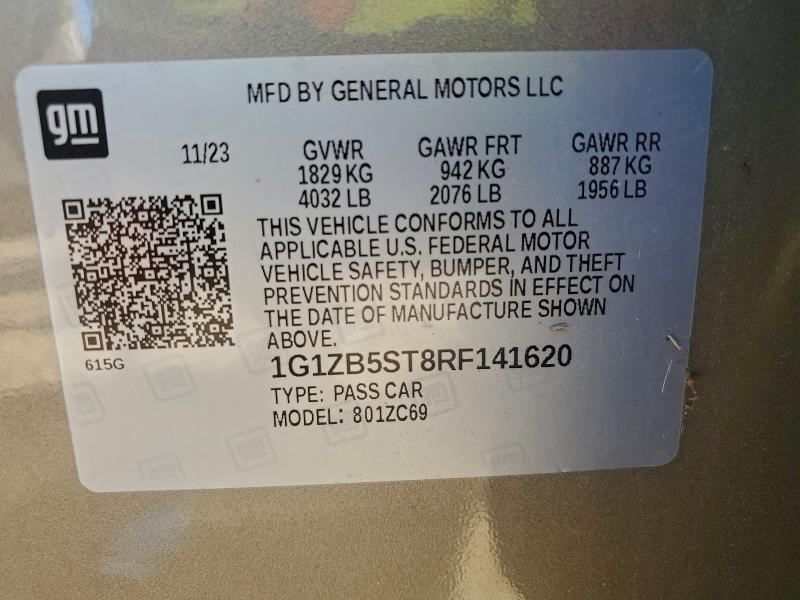 MFD BY GENERAL MOTORS LLC
gm
11/23 GVWR GAWR FRT GAWR RR
1829 KG 942 KG 887 KG
4032 LB 2076 LB 1956 LB
THIS VEHICLE CONFORMS TO ALL
APPLICABLE U.S. FEDERAL MOTOR
VEHICLE SAFETY, BUMPER, AND THEFT
PREVENTION STANDARDS IN EFFECT ON
THE DATE OF MANUFACTURE SHOWN
ABOVE.
615G
1G1ZB5ST8RF141620
TYPE: PASS CAR
MODEL: 801ZC69